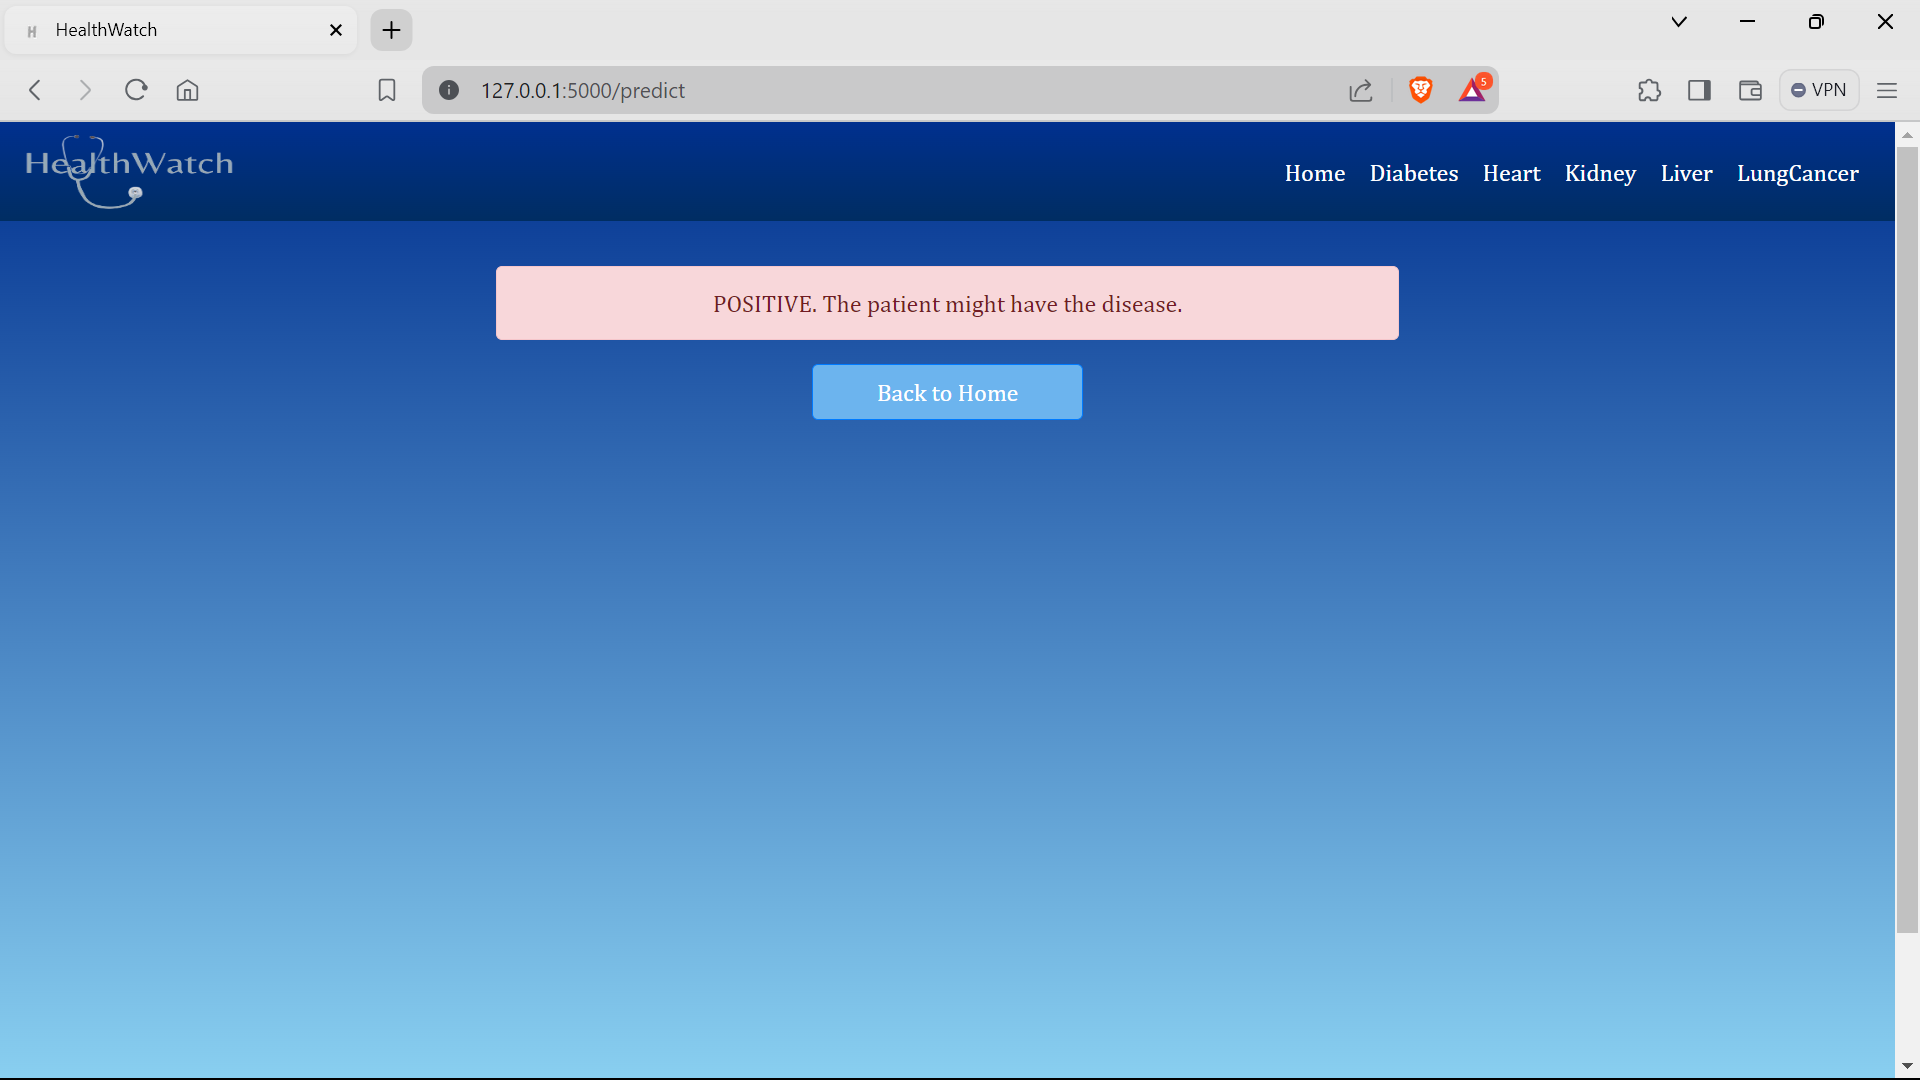 HealthWatch
127.0.0.1:5000/predict
5
VPN
HealthWatch
Home Diabetes Heart Kidney Liver LungCancer
POSITIVE. The patient might have the disease.
Back to Home